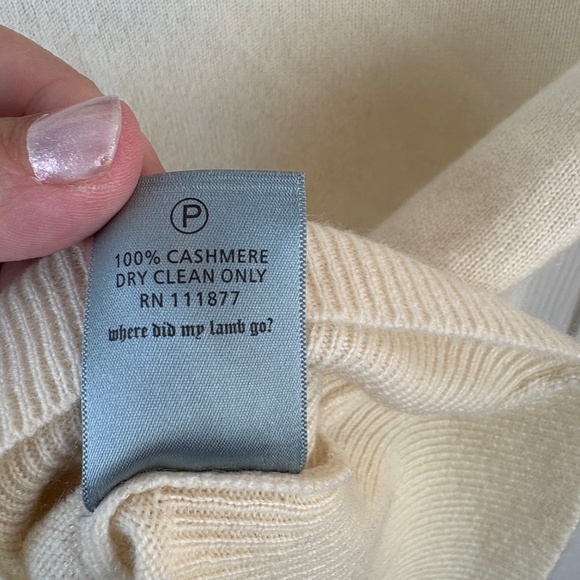 P
100% CASHMERE
DRY CLEAN ONLY
RN 111877
where did my lamb go?